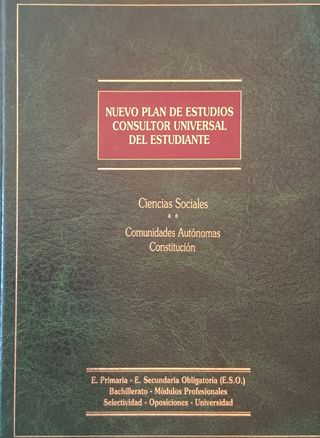 NUEVO PLAN DE ESTUDIOS
CONSULTOR UNIVERSAL
DEL ESTUDIANTE
Ciencias Sociales
* *
Comunidades Autónomas
Constitución
E. Primaria - E. Secundaria Obligatoria (E.S.O.)
Bachillerato - Módulos Profesionales
Selectividad - Oposiciones - Universidad